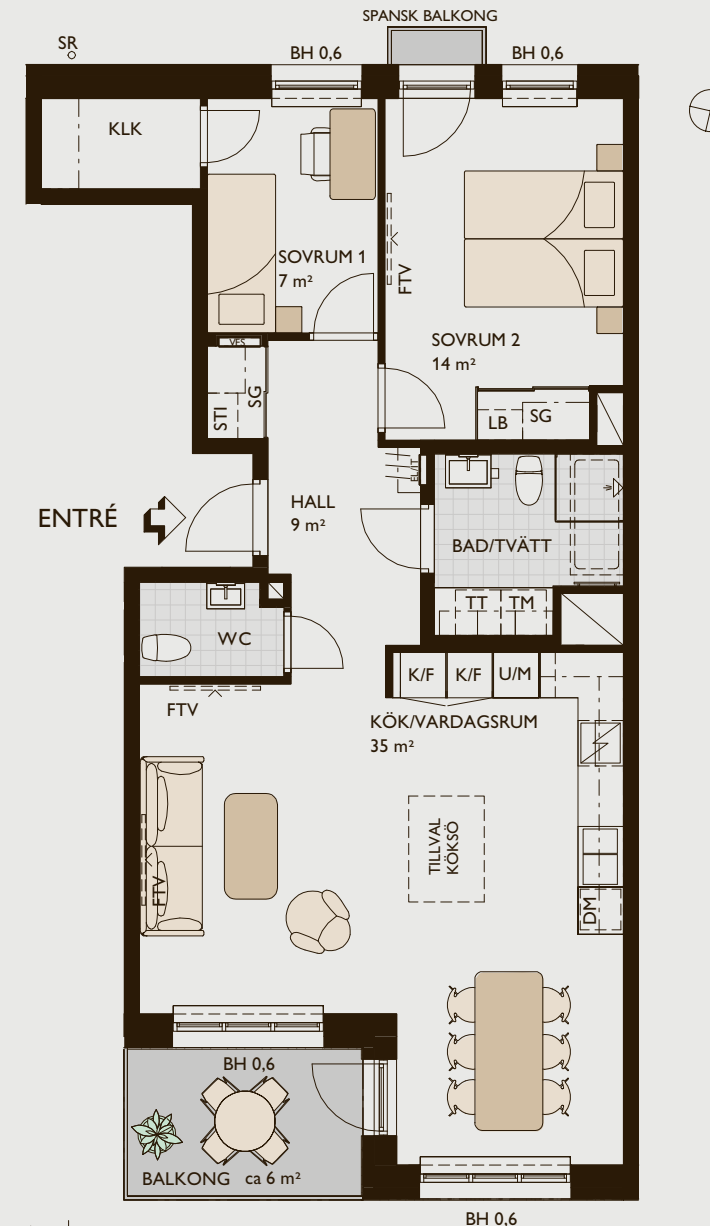 SPANSK BALKONG
SR
BH 0,6
BH 0,6
KLK
SOVRUM 1
7 m²
FTV
SOVRUM 2
14 m²
VFS
STI
SG
LB
SG
EL/IT
ENTRÉ
HALL
9 m²
BAD/TVÄTT
TT
TM
WC
K/F
K/F
U/M
FTV
KÖK/VARDAGSRUM
35 m²
TILLVAL
KÖKSÖ
FTV
DM
BH 0,6
BALKONG ca 6 m²
BH 0,6